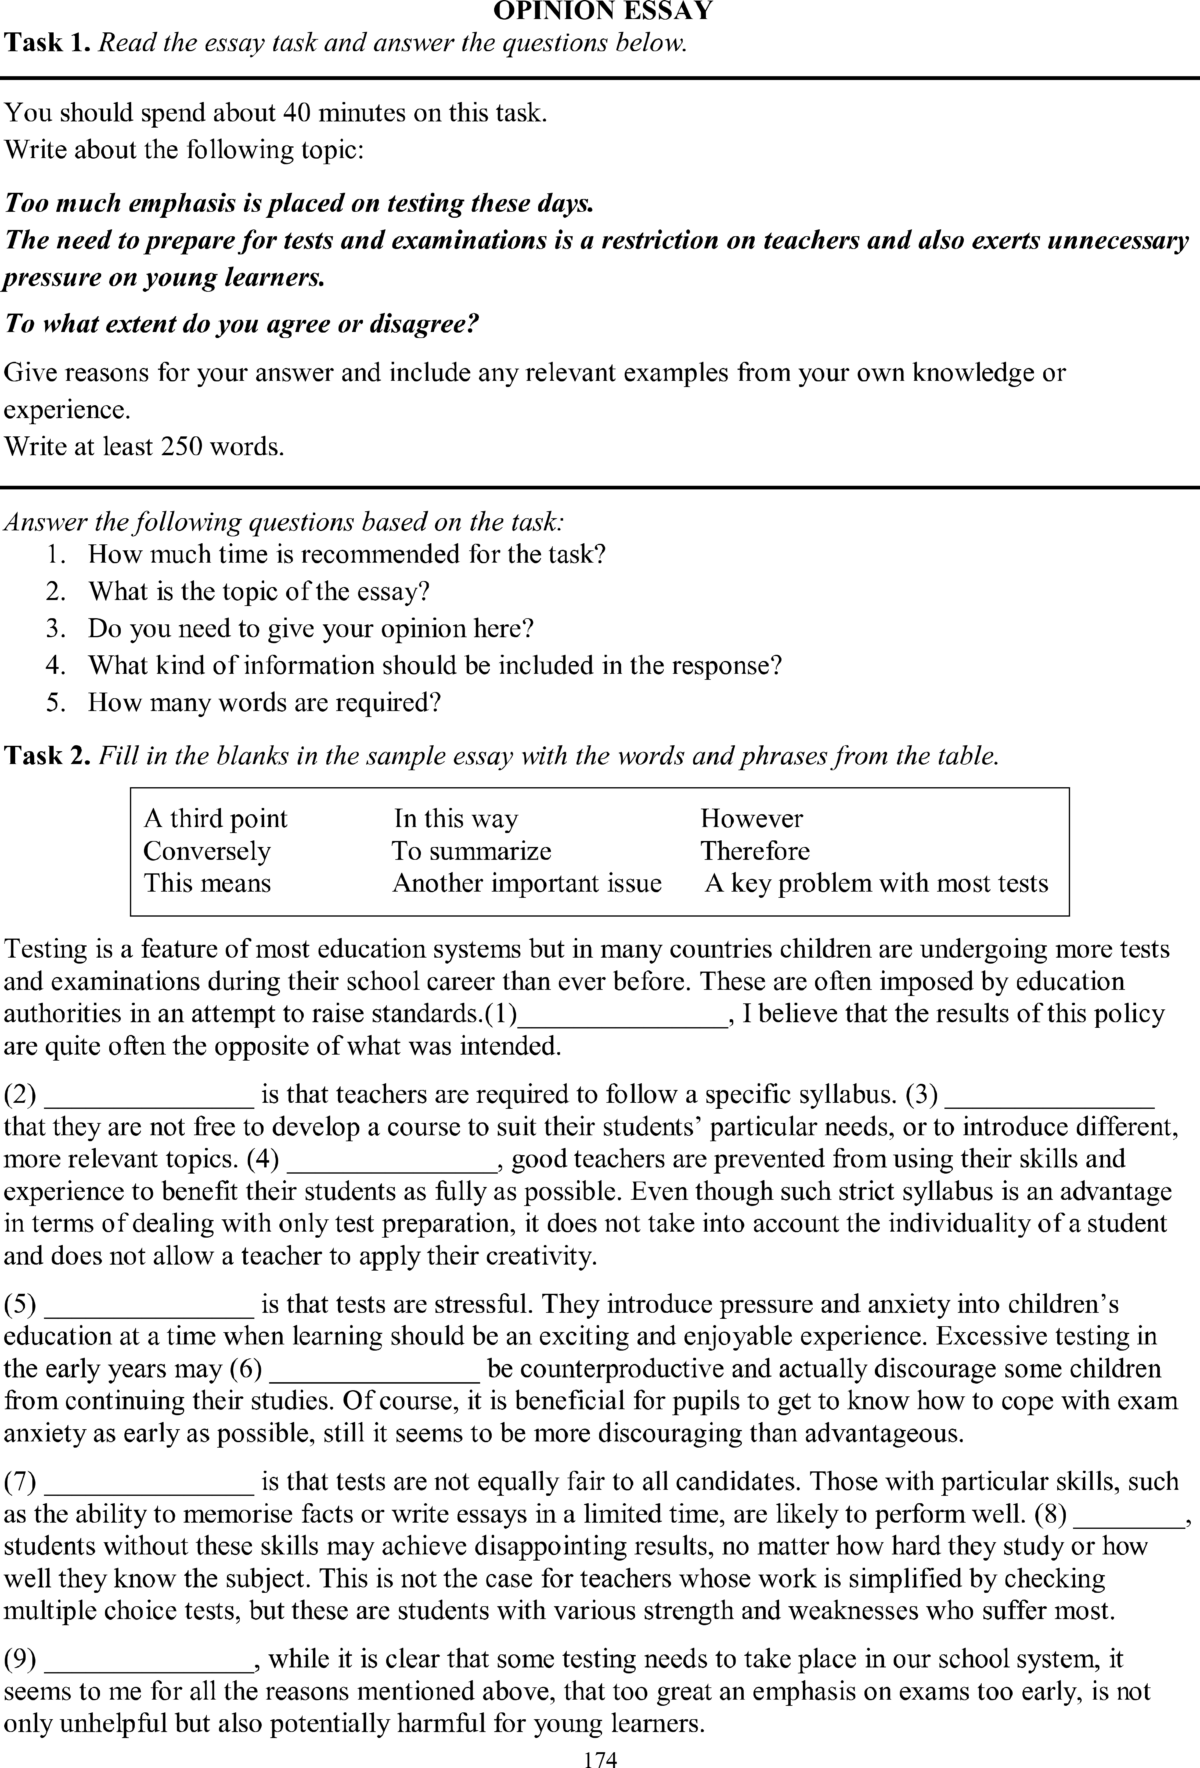 OPINION ESSAY
Task 1. Read the essay task and answer the questions below.
You should spend about 40 minutes on this task.
Write about the following topic:
Too much emphasis is placed on testing these days.
The need to prepare for tests and examinations is a restriction on teachers and also exerts unnecessary
pressure on young learners.
To what extent do you agree or disagree?
Give reasons for your answer and include any relevant examples from your own knowledge or
experience.
Write at least 250 words.
Answer the following questions based on the task:
1. How much time is recommended for the task?
2. What is the topic of the essay?
3. Do you need to give your opinion here?
4. What kind of information should be included in the response?
5. How many words are required?
Task 2. Fill in the blanks in the sample essay with the words and phrases from the table.
A third point In this way However
Conversely To summarize Therefore
This means Another important issue A key problem with most tests
Testing is a feature of most education systems but in many countries children are undergoing more tests
and examinations during their school career than ever before. These are often imposed by education
authorities in an attempt to raise standards.(1)_______________, I believe that the results of this policy
are quite often the opposite of what was intended.
(2) _______________ is that teachers are required to follow a specific syllabus. (3) _______________
that they are not free to develop a course to suit their students’ particular needs, or to introduce different,
more relevant topics. (4) _______________, good teachers are prevented from using their skills and
experience to benefit their students as fully as possible. Even though such strict syllabus is an advantage
in terms of dealing with only test preparation, it does not take into account the individuality of a student
and does not allow a teacher to apply their creativity.
(5) _______________ is that tests are stressful. They introduce pressure and anxiety into children’s
education at a time when learning should be an exciting and enjoyable experience. Excessive testing in
the early years may (6) _______________ be counterproductive and actually discourage some children
from continuing their studies. Of course, it is beneficial for pupils to get to know how to cope with exam
anxiety as early as possible, still it seems to be more discouraging than advantageous.
(7) _______________ is that tests are not equally fair to all candidates. Those with particular skills, such
as the ability to memorise facts or write essays in a limited time, are likely to perform well. (8) ________,
students without these skills may achieve disappointing results, no matter how hard they study or how
well they know the subject. This is not the case for teachers whose work is simplified by checking
multiple choice tests, but these are students with various strength and weaknesses who suffer most.
(9) _______________, while it is clear that some testing needs to take place in our school system, it
seems to me for all the reasons mentioned above, that too great an emphasis on exams too early, is not
only unhelpful but also potentially harmful for young learners.
174